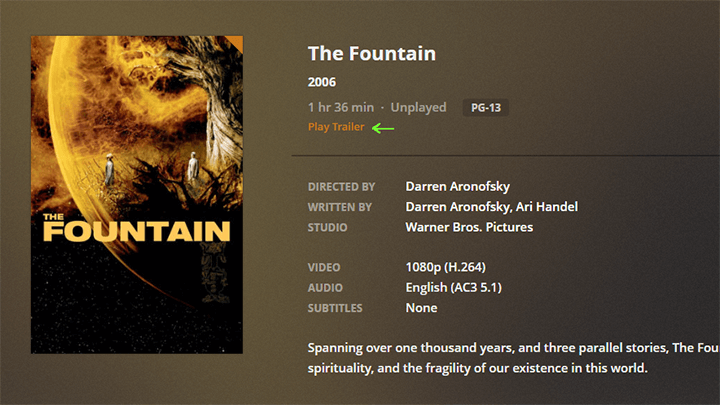 THE
FOUNTAIN
The Fountain
2006
1 hr 36 min · Unplayed PG-13
Play Trailer
DIRECTED BY Darren Aronofsky
WRITTEN BY Darren Aronofsky, Ari Handel
STUDIO Warner Bros. Pictures
VIDEO 1080p (H.264)
AUDIO English (AC3 5.1)
SUBTITLES None
Spanning over one thousand years, and three parallel stories, The Fou
spirituality, and the fragility of our existence in this world.